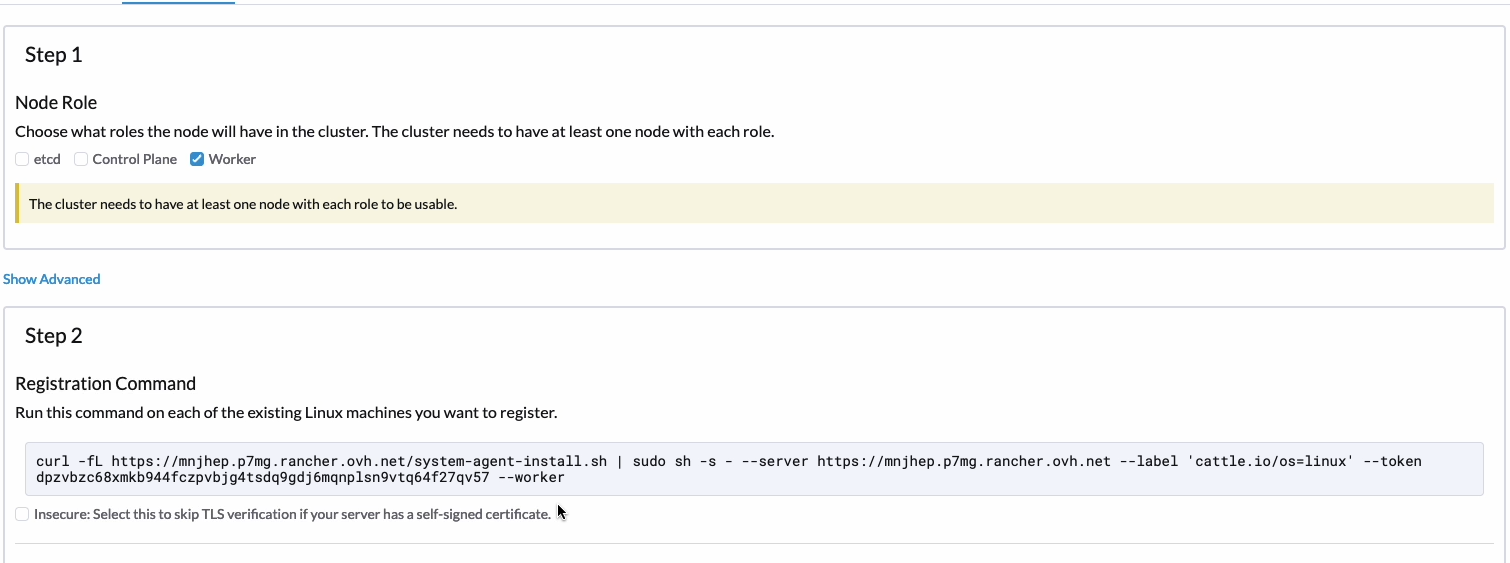 Step 1
Node Role
Choose what roles the node will have in the cluster. The cluster needs to have at least one node with each role.
etcd Control Plane Worker
The cluster needs to have at least one node with each role to be usable.
Show Advanced
Step 2
Registration Command
Run this command on each of the existing Linux machines you want to register.
curl -fL https://mnjhep.p7mg.rancher.ovh.net/system-agent-install.sh | sudo sh -s - --server https://mnjhep.p7mg.rancher.ovh.net --label 'cattle.io/os=linux' --token
dpzvbzc68xmkb944fczpvbjg4tsdq9gdj6mqnplsn9vtq64f27qv57 --worker
Insecure: Select this to skip TLS verification if your server has a self-signed certificate.